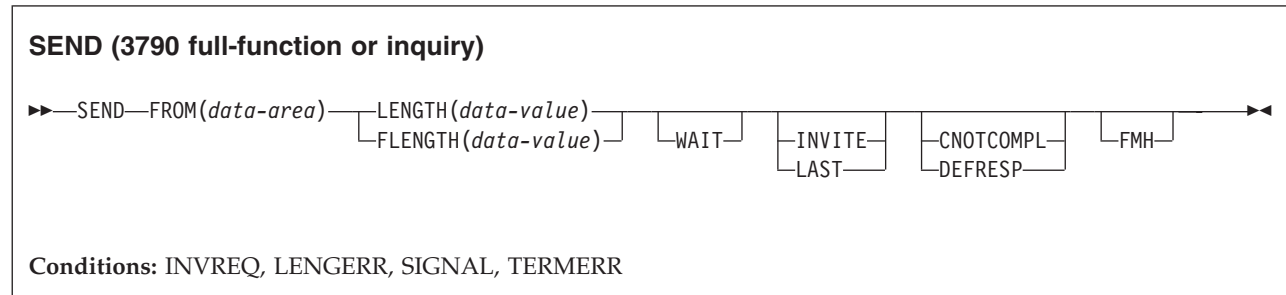 SEND (3790 full-function or inquiry)
SEND FROM(data-area) LENGTH(data-value)
FLENGTH(data-value) WAIT INVITE CNOTCOMPL FMH
LAST DEFRESP
Conditions: INVREQ, LENGERR, SIGNAL, TERMERR